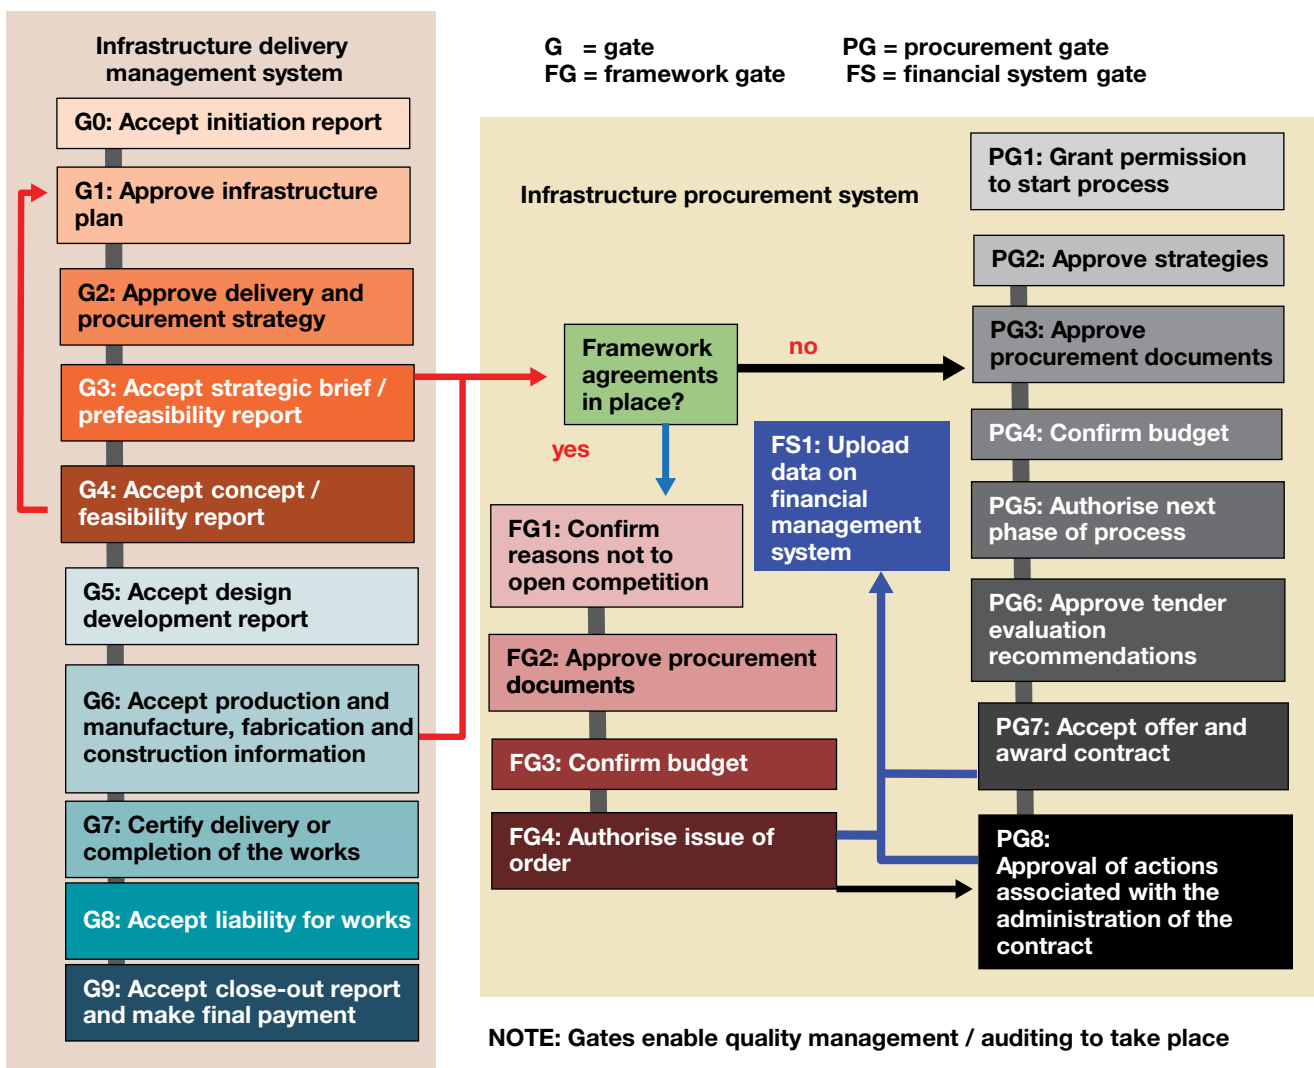 Infrastructure delivery
management system
G0: Accept initiation report
G1: Approve infrastructure
plan
G2: Approve delivery and
procurement strategy
G3: Accept strategic brief /
prefeasibility report
G4: Accept concept /
feasibility report
G5: Accept design
development report
G6: Accept production and
manufacture, fabrication and
construction information
G7: Certify delivery or
completion of the works
G8: Accept liability for works
G9: Accept close-out report
and make final payment
G = gate
FG = framework gate
PG = procurement gate
FS = financial system gate
Infrastructure procurement system
Framework
agreements
in place?
no
yes
FG1: Confirm
reasons not to
open competition
FG2: Approve procurement
documents
FG3: Confirm budget
FG4: Authorise issue of
order
FS1: Upload
data on
financial
management
system
PG1: Grant permission
to start process
PG2: Approve strategies
PG3: Approve
procurement documents
PG4: Confirm budget
PG5: Authorise next
phase of process
PG6: Approve tender
evaluation
recommendations
PG7: Accept offer and
award contract
PG8:
Approval of actions
associated with the
administration of the
contract
NOTE: Gates enable quality management / auditing to take place